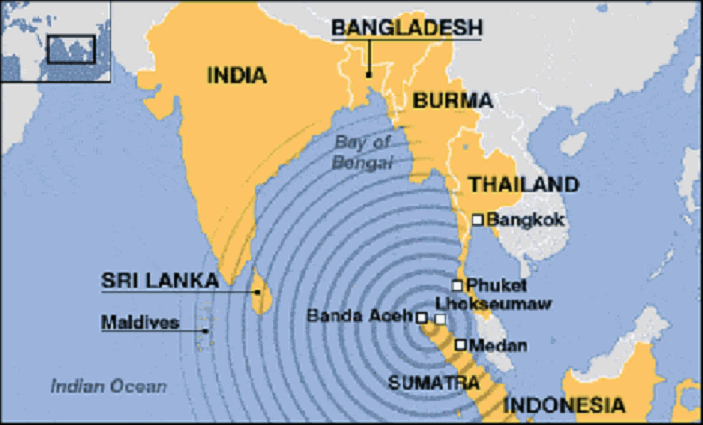 BANGLADESH
INDIA
BURMA
Bay of
Bengal
THAILAND
Bangkok
SRI LANKA
Phuket
Lhokseumaw
Banda Aceh
Maldives
Medan
Indian Ocean
SUMATRA
INDONESIA